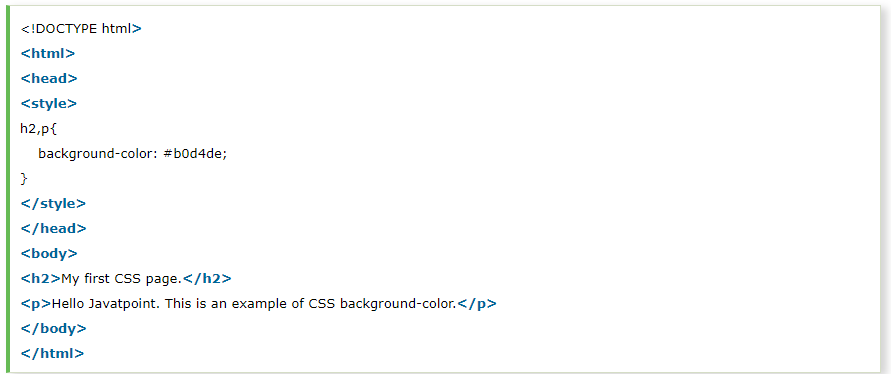 <!DOCTYPE html>
<html>
<head>
<style>
h2,p{
    background-color: #b0d4de;
}
</style>
</head>
<body>
<h2>My first CSS page.</h2>
<p>Hello Javatpoint. This is an example of CSS background-color.</p>
</body>
</html>